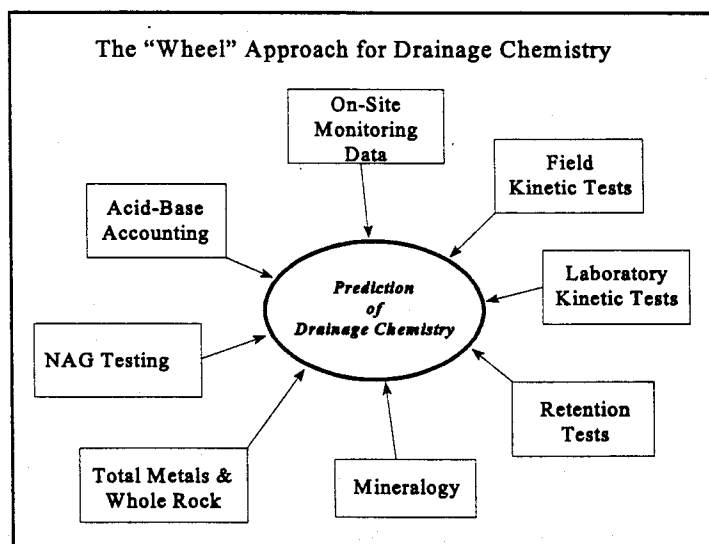 The “Wheel” Approach for Drainage Chemistry
On-Site
Monitoring
Data
Field
Kinetic Tests
Acid-Base
Accounting
Laboratory
Kinetic Tests
Prediction
of
Drainage Chemistry
NAG Testing
Retention
Tests
Total Metals &
Whole Rock
Mineralogy